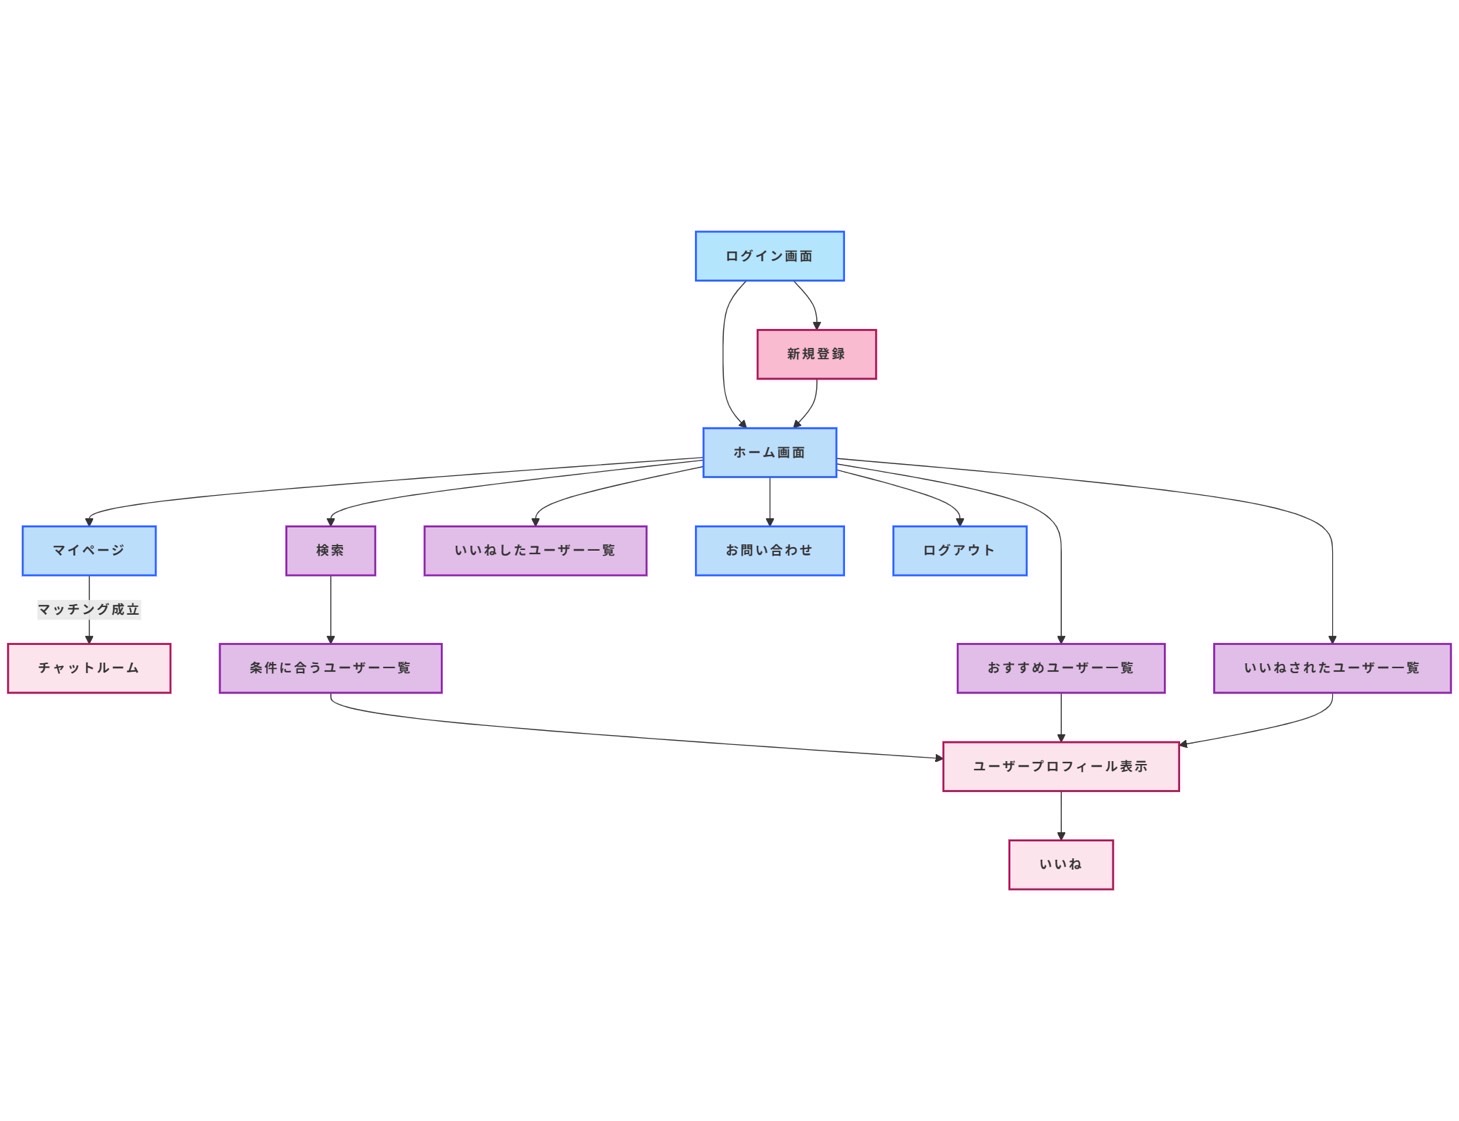 ログイン画面
新規登録
ホーム画面
マイページ
検索
いいねしたユーザー一覧
お問い合わせ
ログアウト
マッチング成立
チャットルーム
条件に合うユーザー一覧
おすすめユーザー一覧
いいねされたユーザー一覧
ユーザープロフィール表示
いいね